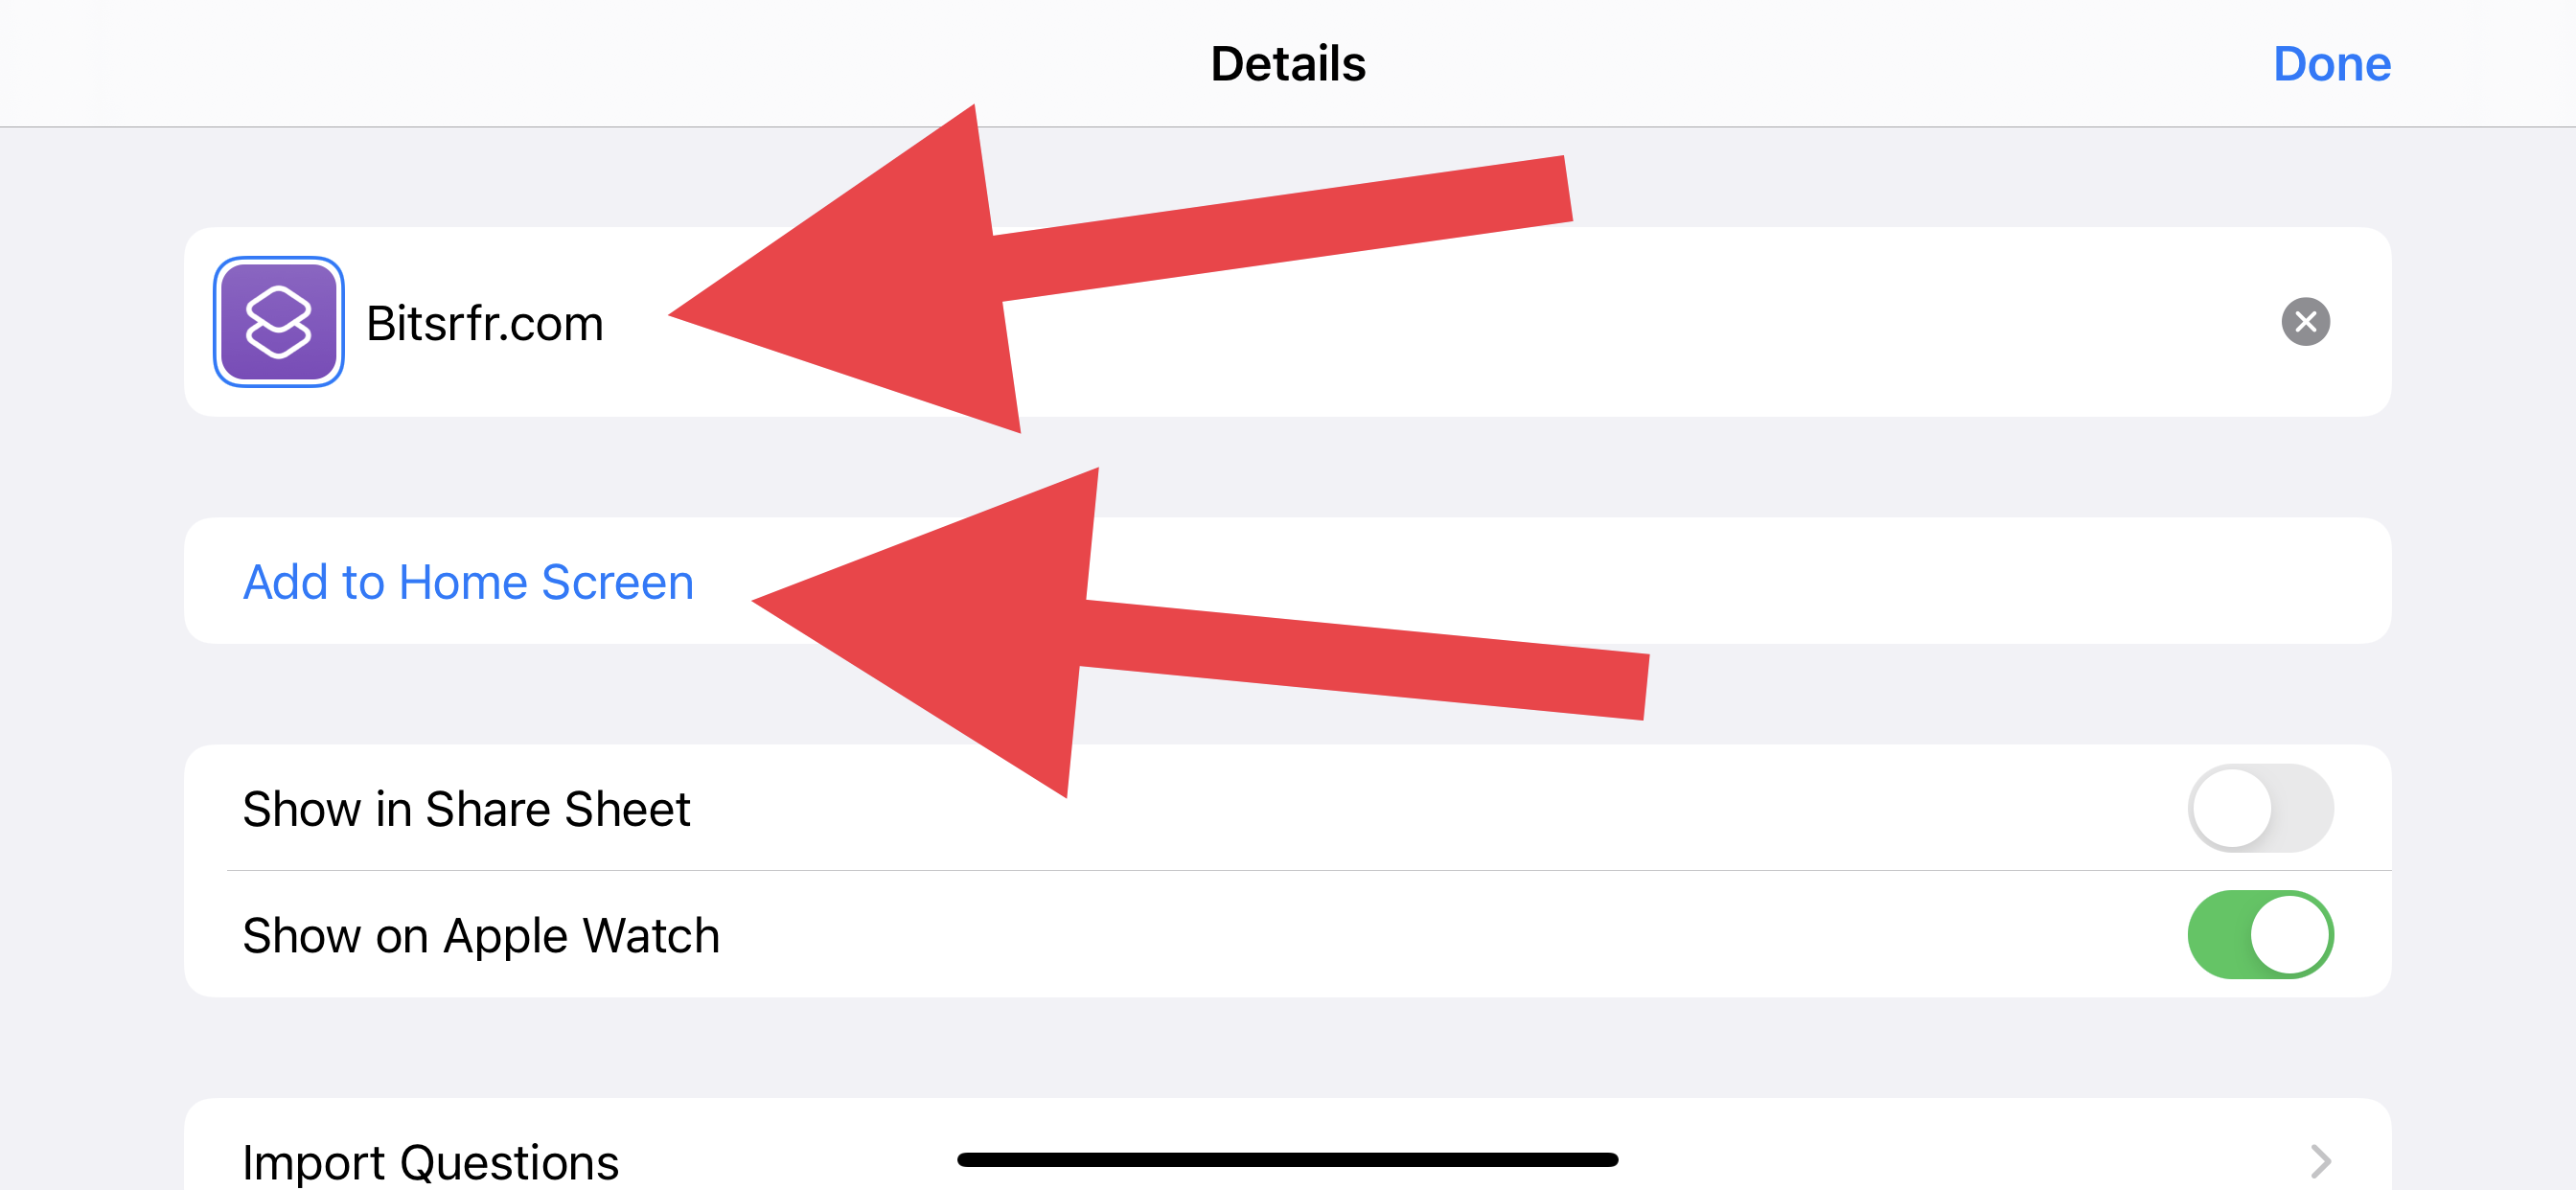 Details
Done
Bitsrfr.com
Add to Home Screen
Show in Share Sheet
Show on Apple Watch
Import Questions